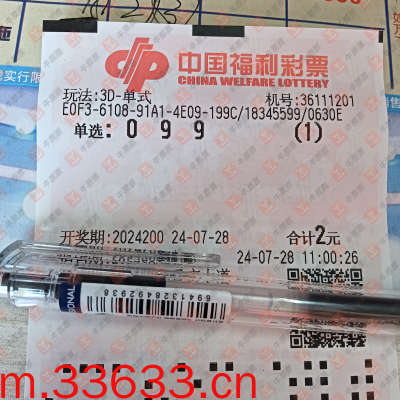 中国福利彩票
CHINA WELFARE LOTTERY
玩法:3D-单式 机号:36111201
E0F3-6108-91A1-4E09-199C/18345599/0630E
单选: 0 9 9 (1)
开奖期:2024200 24-07-28 合计2元
24-07-28 11:00:26
6941328492938
m.33633.cn